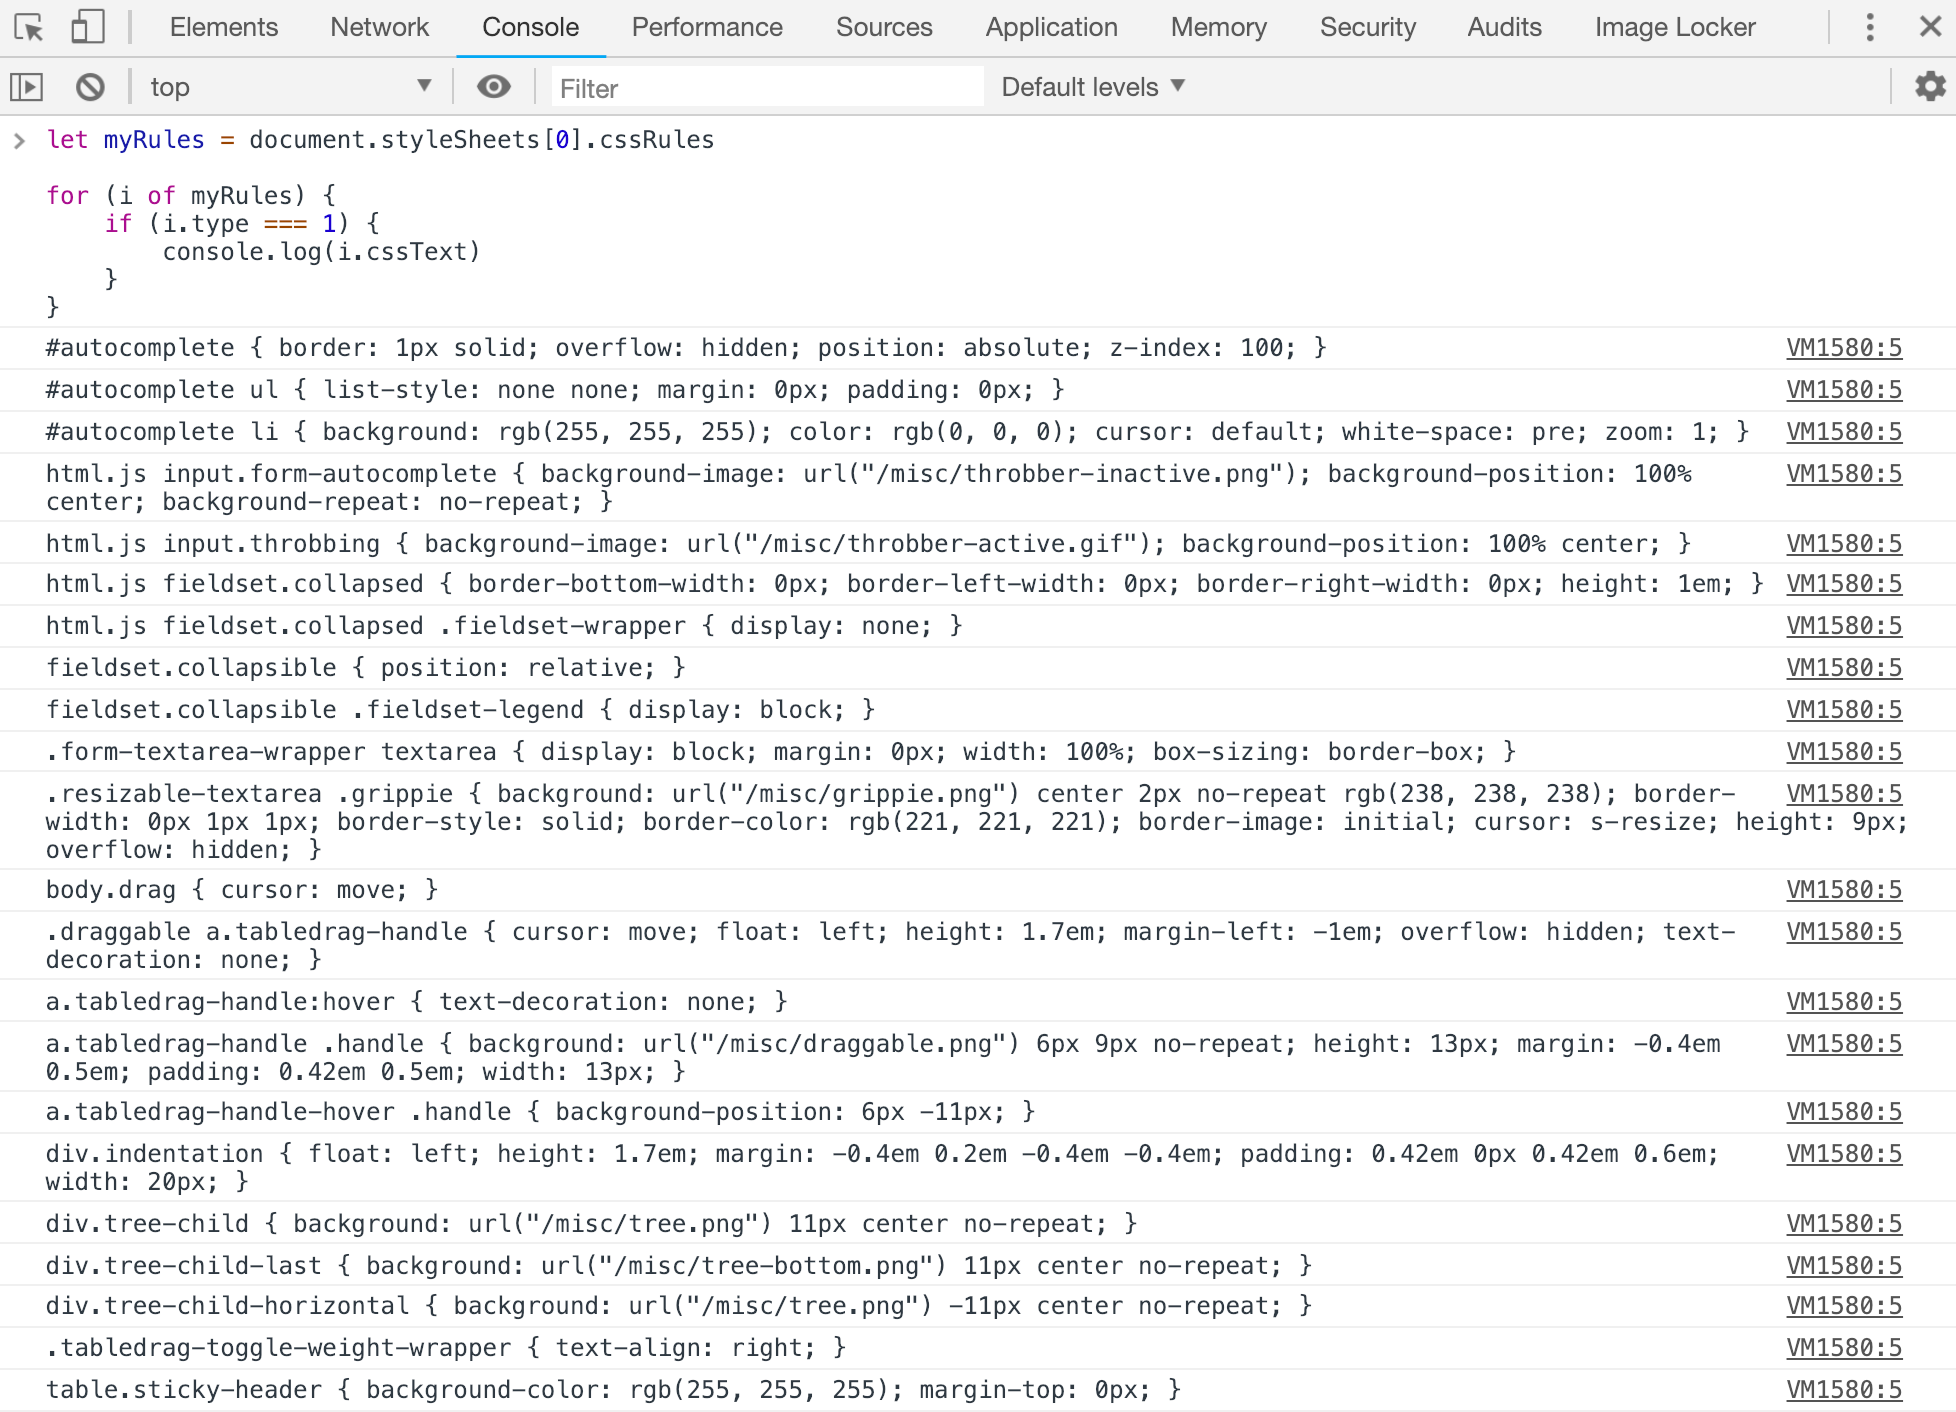 Elements Network Console Performance Sources Application Memory Security Audits Image Locker
top Filter Default levels
let myRules = document.styleSheets[0].cssRules
for (i of myRules) {
    if (i.type === 1) {
        console.log(i.cssText)
    }
}
#autocomplete { border: 1px solid; overflow: hidden; position: absolute; z-index: 100; } VM1580:5
#autocomplete ul { list-style: none none; margin: 0px; padding: 0px; } VM1580:5
#autocomplete li { background: rgb(255, 255, 255); color: rgb(0, 0, 0); cursor: default; white-space: pre; zoom: 1; } VM1580:5
html.js input.form-autocomplete { background-image: url("/misc/throbber-inactive.png"); background-position: 100% VM1580:5
center; background-repeat: no-repeat; }
html.js input.throbbing { background-image: url("/misc/throbber-active.gif"); background-position: 100% center; } VM1580:5
html.js fieldset.collapsed { border-bottom-width: 0px; border-left-width: 0px; border-right-width: 0px; height: 1em; } VM1580:5
html.js fieldset.collapsed .fieldset-wrapper { display: none; } VM1580:5
fieldset.collapsible { position: relative; } VM1580:5
fieldset.collapsible .fieldset-legend { display: block; } VM1580:5
.form-textarea-wrapper textarea { display: block; margin: 0px; width: 100%; box-sizing: border-box; } VM1580:5
.resizable-textarea .grippie { background: url("/misc/grippie.png") center 2px no-repeat rgb(238, 238, 238); border- VM1580:5
width: 0px 1px 1px; border-style: solid; border-color: rgb(221, 221, 221); border-image: initial; cursor: s-resize; height: 9px;
overflow: hidden; }
body.drag { cursor: move; } VM1580:5
.draggable a.tabledrag-handle { cursor: move; float: left; height: 1.7em; margin-left: -1em; overflow: hidden; text- VM1580:5
decoration: none; }
a.tabledrag-handle:hover { text-decoration: none; } VM1580:5
a.tabledrag-handle .handle { background: url("/misc/draggable.png") 6px 9px no-repeat; height: 13px; margin: -0.4em VM1580:5
0.5em; padding: 0.42em 0.5em; width: 13px; }
a.tabledrag-handle-hover .handle { background-position: 6px -11px; } VM1580:5
div.indentation { float: left; height: 1.7em; margin: -0.4em 0.2em -0.4em -0.4em; padding: 0.42em 0px 0.42em 0.6em; VM1580:5
width: 20px; }
div.tree-child { background: url("/misc/tree.png") 11px center no-repeat; } VM1580:5
div.tree-child-last { background: url("/misc/tree-bottom.png") 11px center no-repeat; } VM1580:5
div.tree-child-horizontal { background: url("/misc/tree.png") -11px center no-repeat; } VM1580:5
.tabledrag-toggle-weight-wrapper { text-align: right; } VM1580:5
table.sticky-header { background-color: rgb(255, 255, 255); margin-top: 0px; } VM1580:5